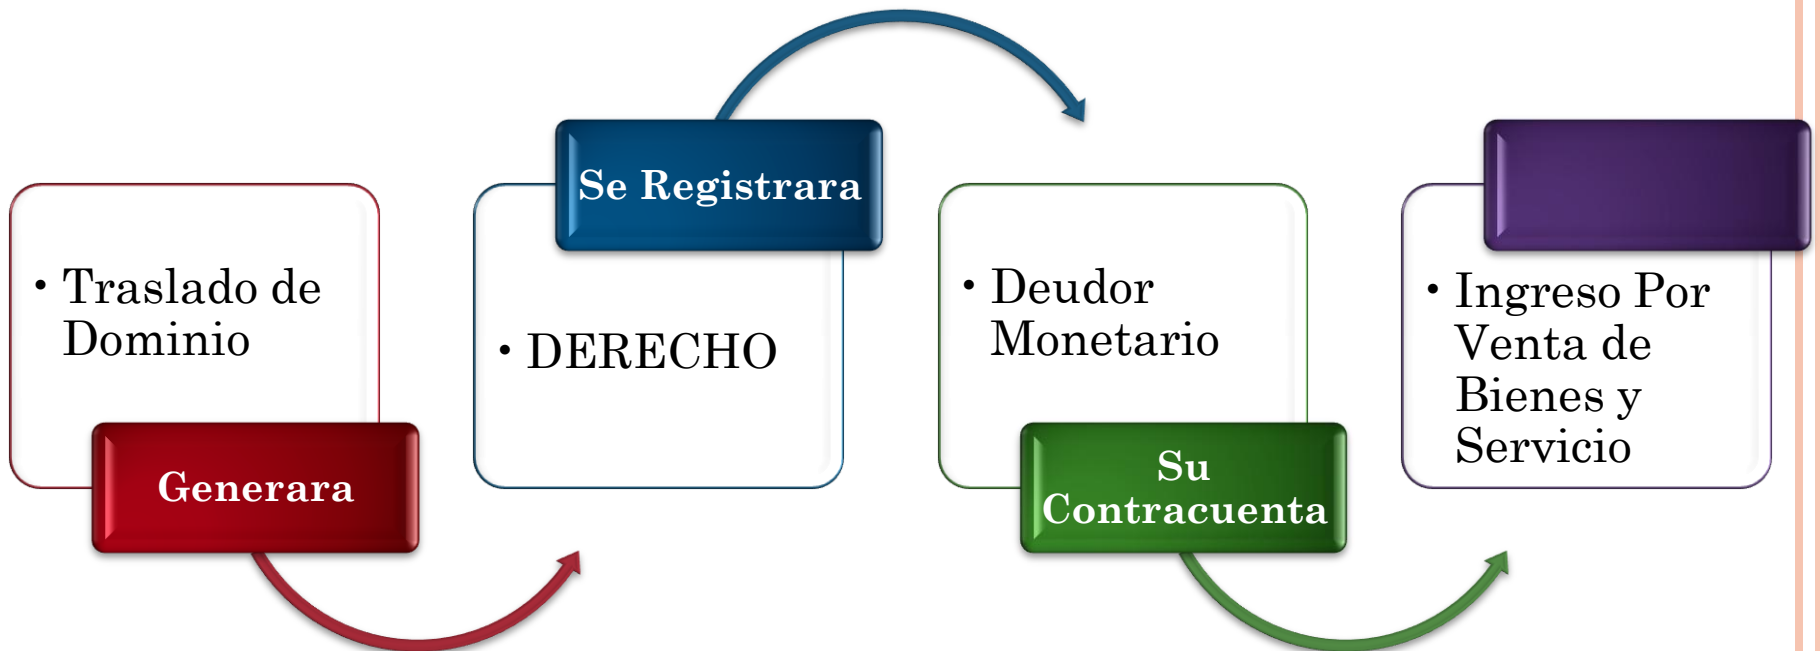 • Traslado de
Dominio
Generara
Se Registrara
• DERECHO
• Deudor
Monetario
Su
Contracuenta
• Ingreso Por
Venta de
Bienes y
Servicio